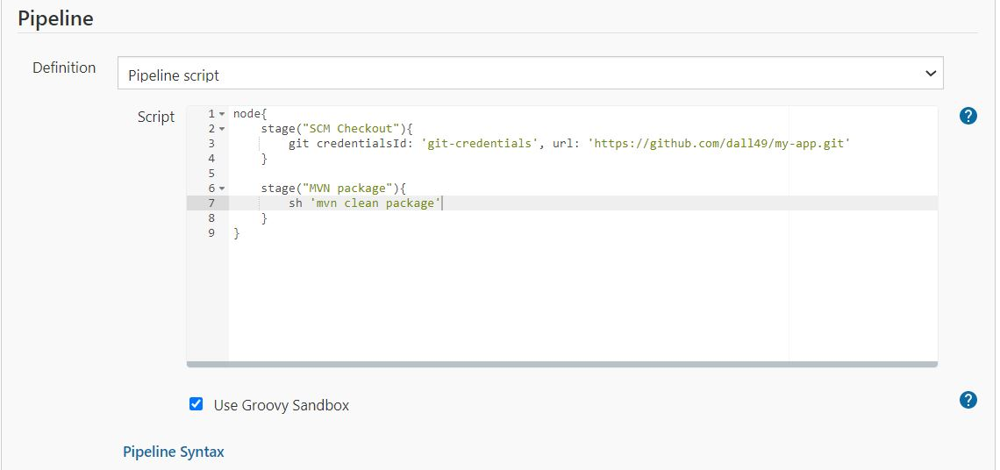 Pipeline
Definition
Pipeline script
Script
1 node{
2 stage("SCM Checkout"){
3 git credentialsId: 'git-credentials', url: 'https://github.com/dall49/my-app.git'
4 }
5
6 stage("MVN package"){
7 sh 'mvn clean package'
8 }
9 }
?
Use Groovy Sandbox
?
Pipeline Syntax